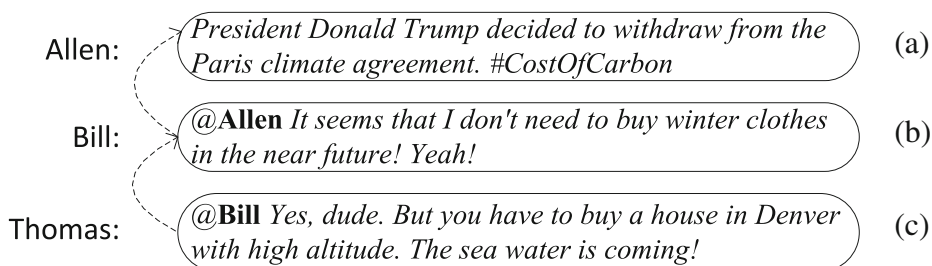 Allen:
President Donald Trump decided to withdraw from the
Paris climate agreement. #CostOfCarbon
(a)
Bill:
@Allen It seems that I don't need to buy winter clothes
in the near future! Yeah!
(b)
Thomas:
@Bill Yes, dude. But you have to buy a house in Denver
with high altitude. The sea water is coming!
(c)